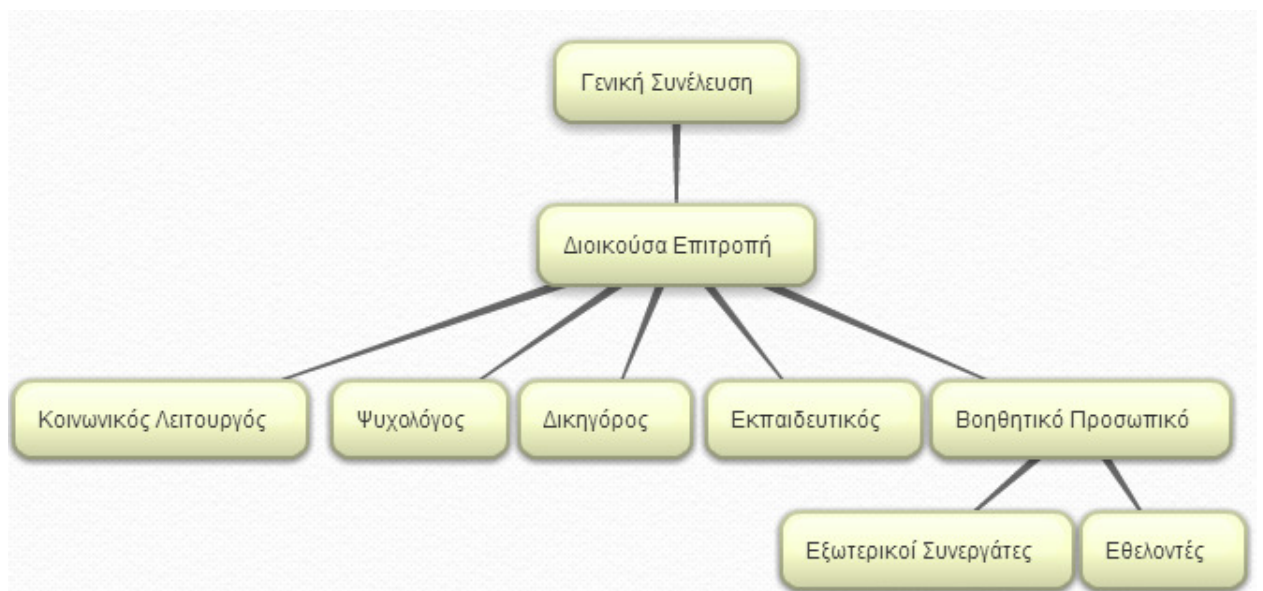 Γενική Συνέλευση
Διοικούσα Επιτροπή
Κοινωνικός Λειτουργός
Ψυχολόγος
Δικηγόρος
Εκπαιδευτικός
Βοηθητικό Προσωπικό
Εξωτερικοί Συνεργάτες
Εθελοντές